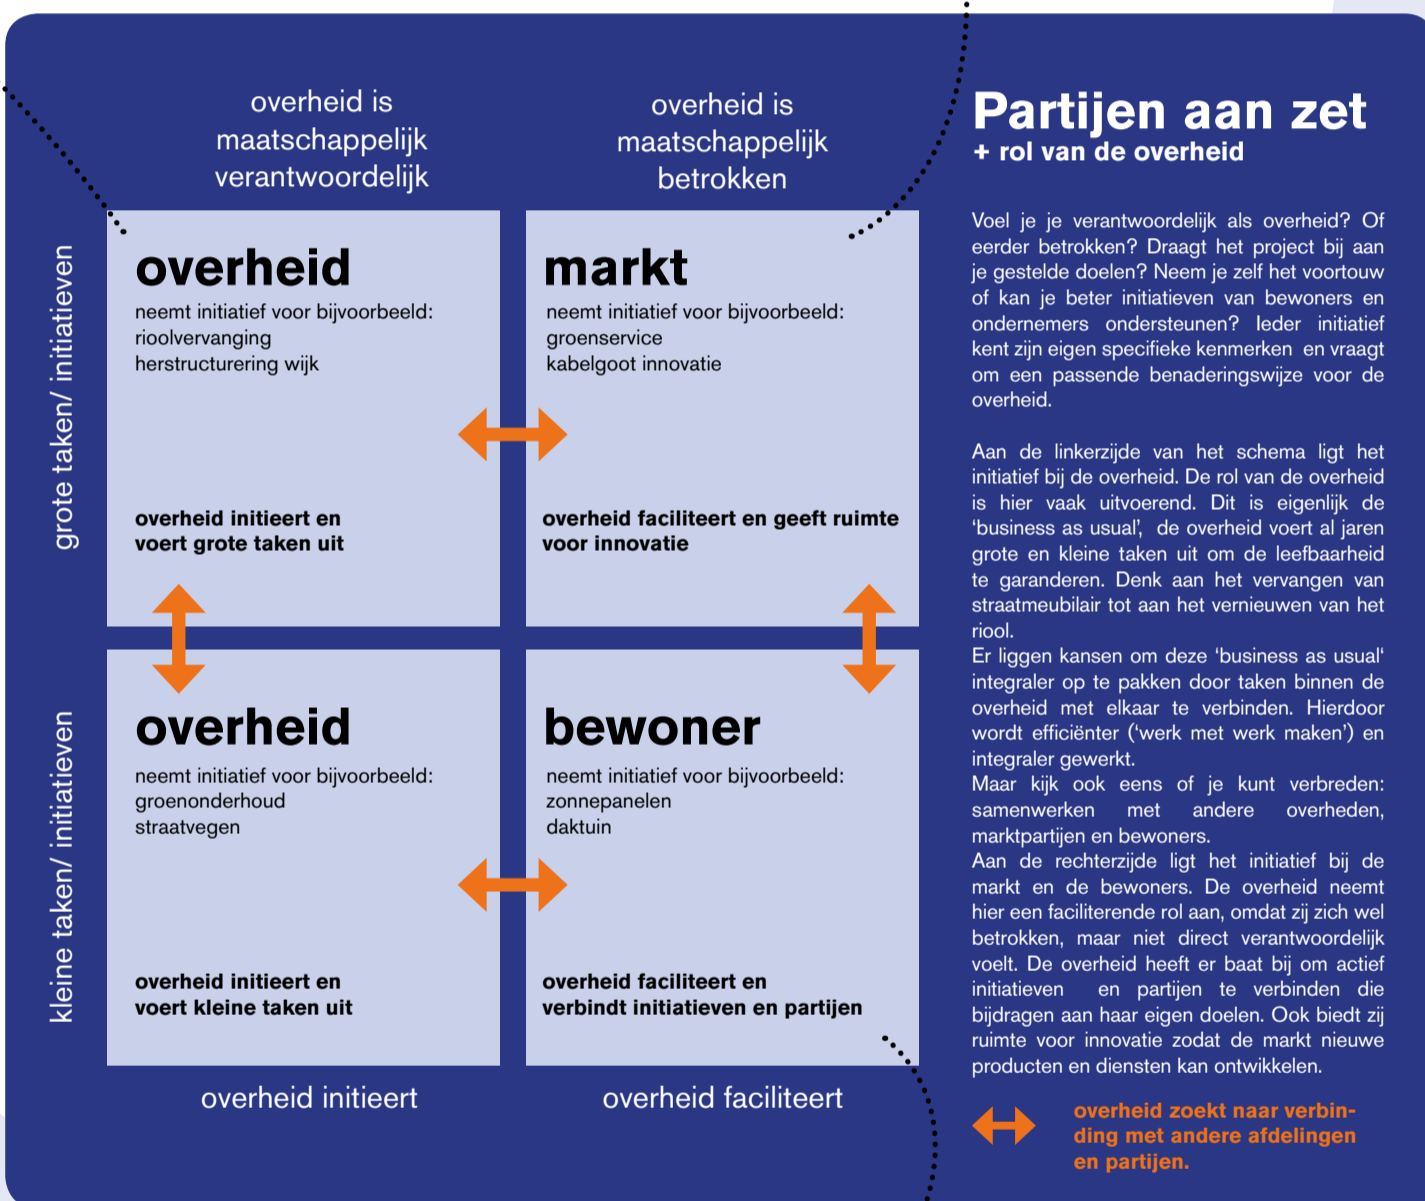 overheid is
maatschappelijk
verantwoordelijk
overheid is
maatschappelijk
betrokken
grote taken/ initiatieven
overheid
neemt initiatief voor bijvoorbeeld:
rioolvervanging
herstructurering wijk
overheid initieert en
voert grote taken uit
markt
neemt initiatief voor bijvoorbeeld:
groenservice
kabelgoot innovatie
overheid faciliteert en geeft ruimte
voor innovatie
kleine taken/ initiatieven
overheid
neemt initiatief voor bijvoorbeeld:
groenonderhoud
straatvegen
overheid initieert en
voert kleine taken uit
bewoner
neemt initiatief voor bijvoorbeeld:
zonnepanelen
daktuin
overheid faciliteert en
verbindt initiatieven en partijen
overheid initieert
overheid faciliteert
Partijen aan zet
+ rol van de overheid
Voel je je verantwoordelijk als overheid? Of
eerder betrokken? Draagt het project bij aan
je gestelde doelen? Neem je zelf het voortouw
of kan je beter initiatieven van bewoners en
ondernemers ondersteunen? Ieder initiatief
kent zijn eigen specifieke kenmerken en vraagt
om een passende benaderingswijze voor de
overheid.
Aan de linkerzijde van het schema ligt het
initiatief bij de overheid. De rol van de overheid
is hier vaak uitvoerend. Dit is eigenlijk de
‘business as usual’, de overheid voert al jaren
grote en kleine taken uit om de leefbaarheid
te garanderen. Denk aan het vervangen van
straatmeubilair tot aan het vernieuwen van het
riool.
Er liggen kansen om deze ‘business as usual‘
integraler op te pakken door taken binnen de
overheid met elkaar te verbinden. Hierdoor
wordt efficiënter (‘werk met werk maken’) en
integraler gewerkt.
Maar kijk ook eens of je kunt verbreden:
samenwerken met andere overheden,
marktpartijen en bewoners.
Aan de rechterzijde ligt het initiatief bij de
markt en de bewoners. De overheid neemt
hier een faciliterende rol aan, omdat zij zich wel
betrokken, maar niet direct verantwoordelijk
voelt. De overheid heeft er baat bij om actief
initiatieven en partijen te verbinden die
bijdragen aan haar eigen doelen. Ook biedt zij
ruimte voor innovatie zodat de markt nieuwe
producten en diensten kan ontwikkelen.
overheid zoekt naar verbin-
ding met andere afdelingen
en partijen.